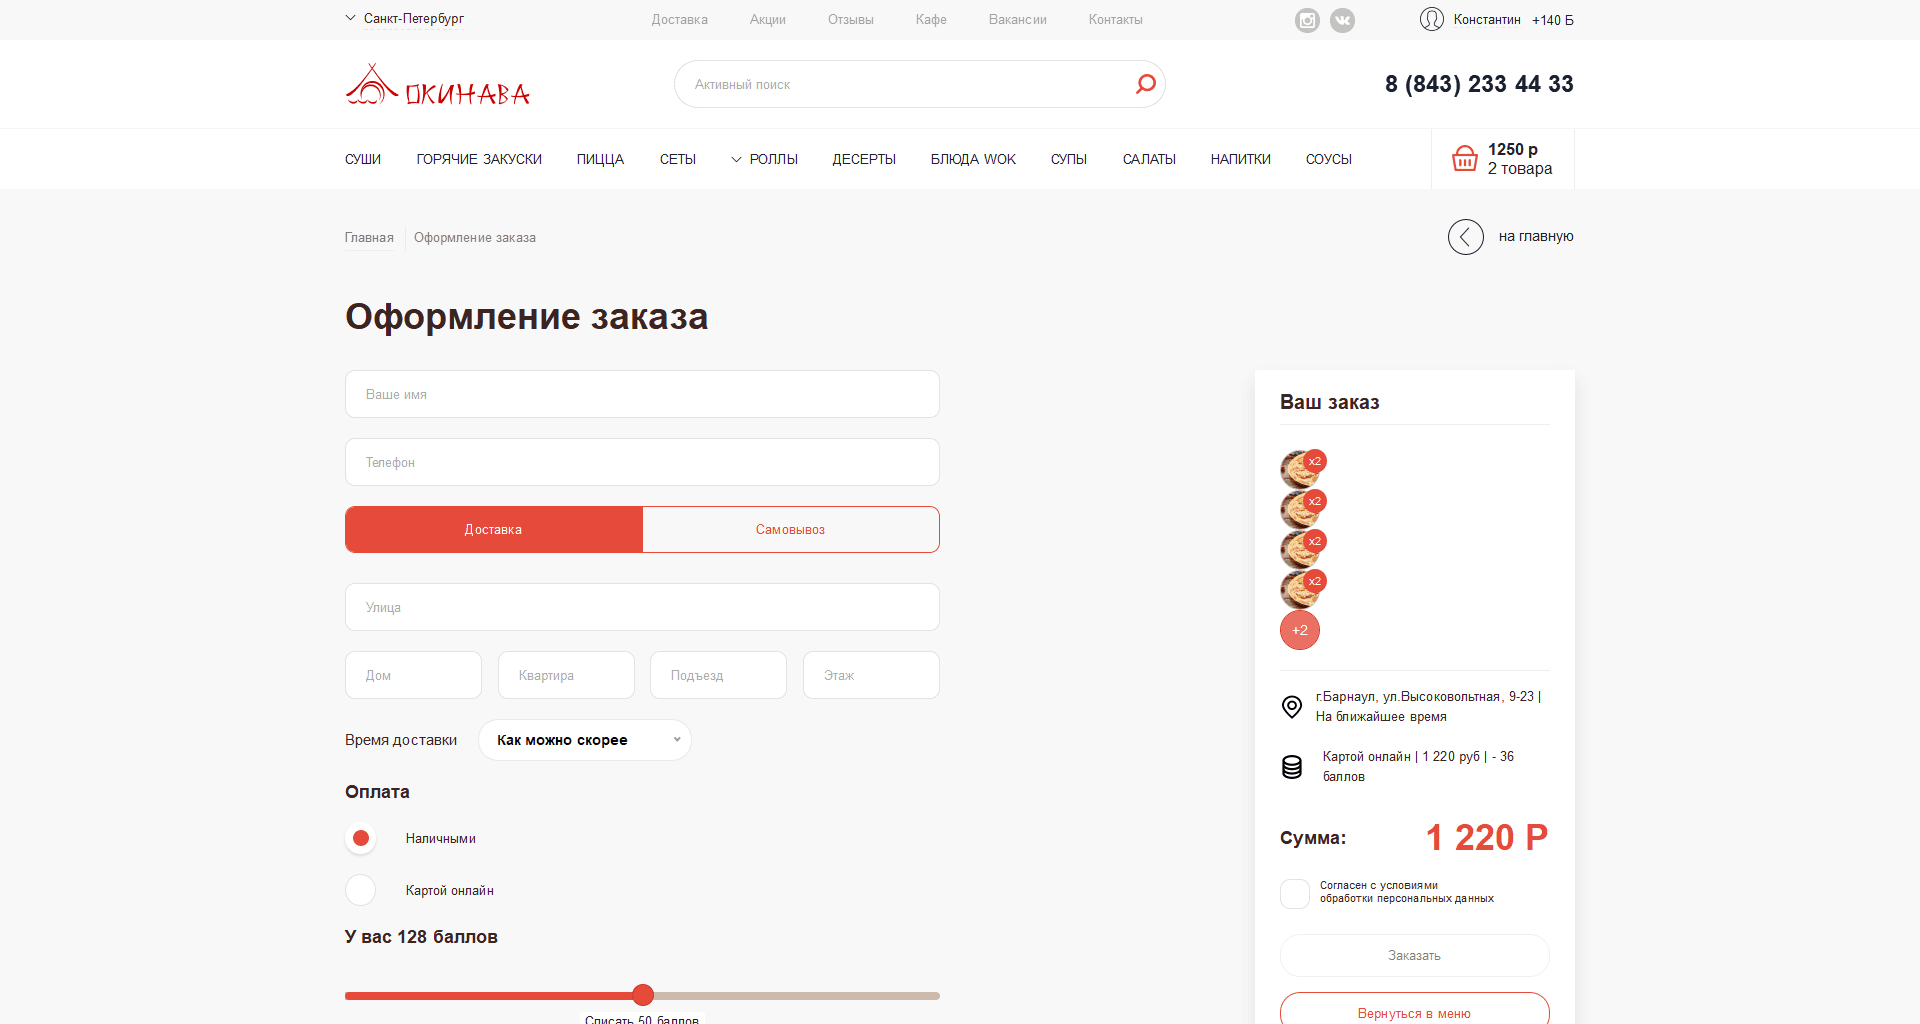 Санкт-Петербург
Доставка Акции Отзывы Кафе Вакансии Контакты
Константин +140 Б
ОКИНАВА
Активный поиск
8 (843) 233 44 33
СУШИ ГОРЯЧИЕ ЗАКУСКИ ПИЦЦА СЕТЫ РОЛЛЫ ДЕСЕРТЫ БЛЮДА WOK СУПЫ САЛАТЫ НАПИТКИ СОУСЫ
1250 р
2 товара
Главная Оформление заказа
на главную
Оформление заказа
Ваше имя
Телефон
Доставка Самовывоз
Улица
Дом Квартира Подъезд Этаж
Время доставки Как можно скорее
Оплата
Наличными
Картой онлайн
У вас 128 баллов
Списать 50 баллов
Ваш заказ
x2
x2
x2
x2
+2
г.Барнаул, ул.Высоковольтная, 9-23 |
На ближайшее время
Картой онлайн | 1 220 руб | - 36
баллов
Сумма: 1 220 Р
Согласен с условиями
обработки персональных данных
Заказать
Вернуться в меню